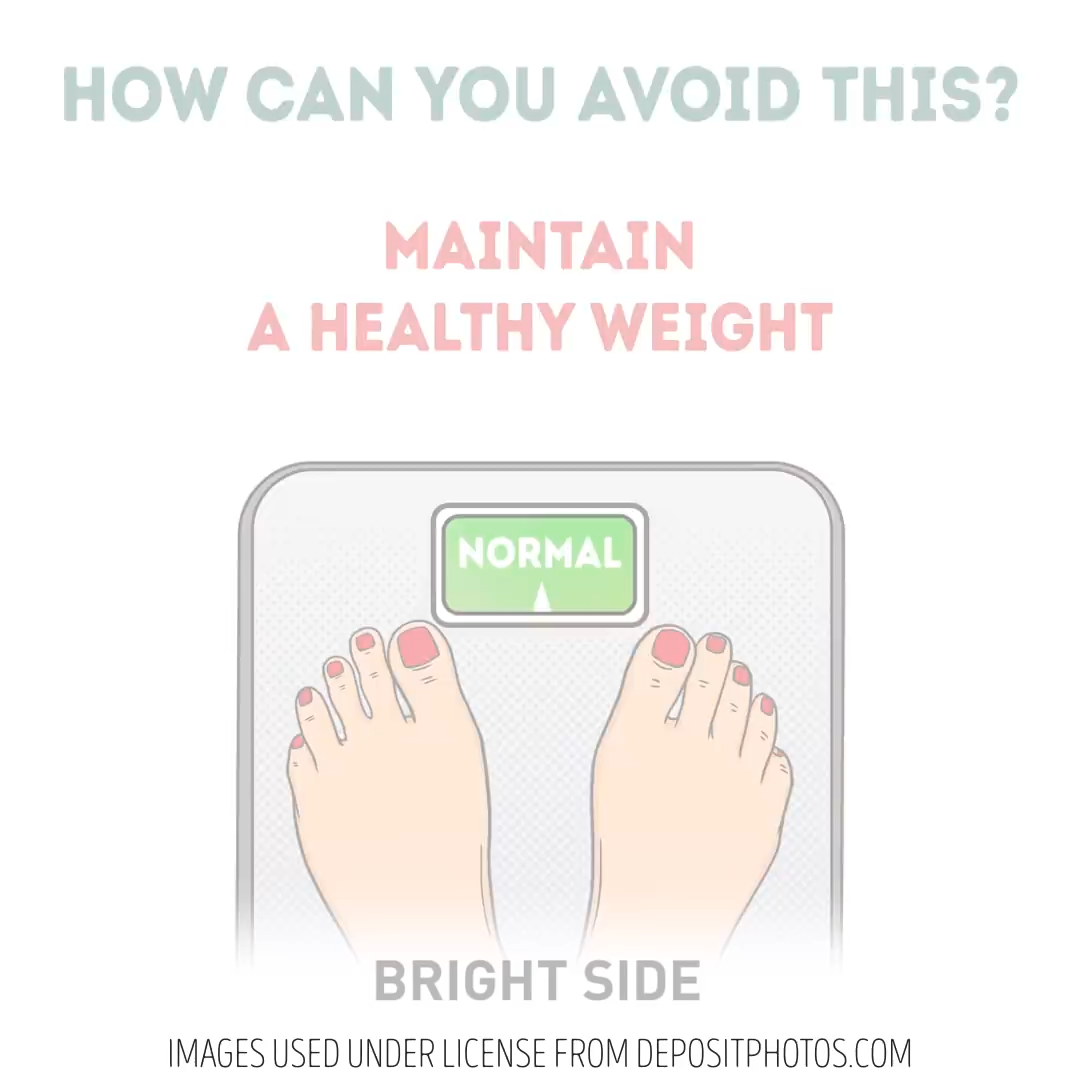 HOW CAN YOU AVOID THIS?
MAINTAIN
A HEALTHY WEIGHT
NORMAL
BRIGHT SIDE
IMAGES USED UNDER LICENSE FROM DEPOSITPHOTOS.COM